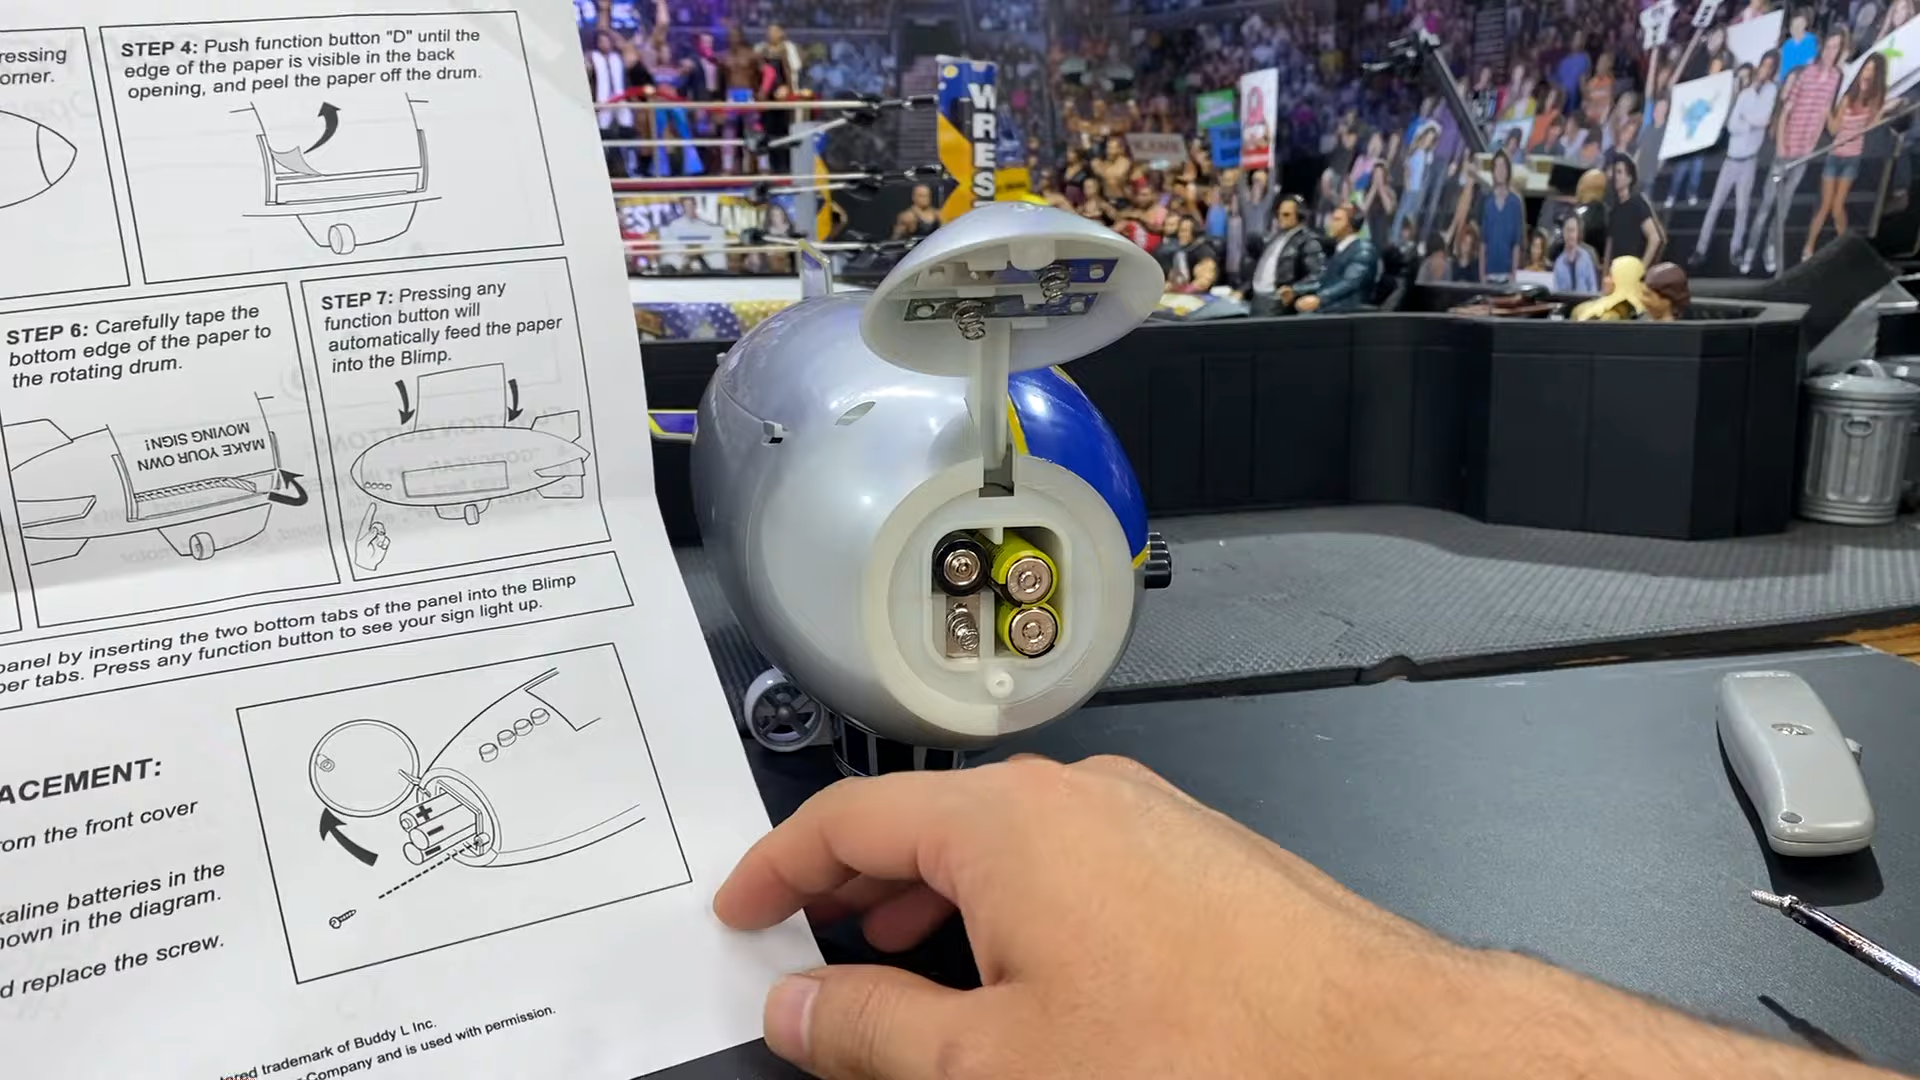 ressing
orner.
STEP 4: Push function button "D" until the
edge of the paper is visible in the back
opening, and peel the paper off the drum.
STEP 6: Carefully tape the
bottom edge of the paper to
the rotating drum.
MAKE YOUR OWN
MOVING SIGN!
STEP 7: Pressing any
function button will
automatically feed the paper
into the Blimp.
panel by inserting the two bottom tabs of the panel into the Blimp
per tabs. Press any function button to see your sign light up.
ACEMENT:
rom the front cover
kaline batteries in the
hown in the diagram.
d replace the screw.
+
-
-
ered trademark of Buddy L Inc.
Company and is used with permission.
WRES